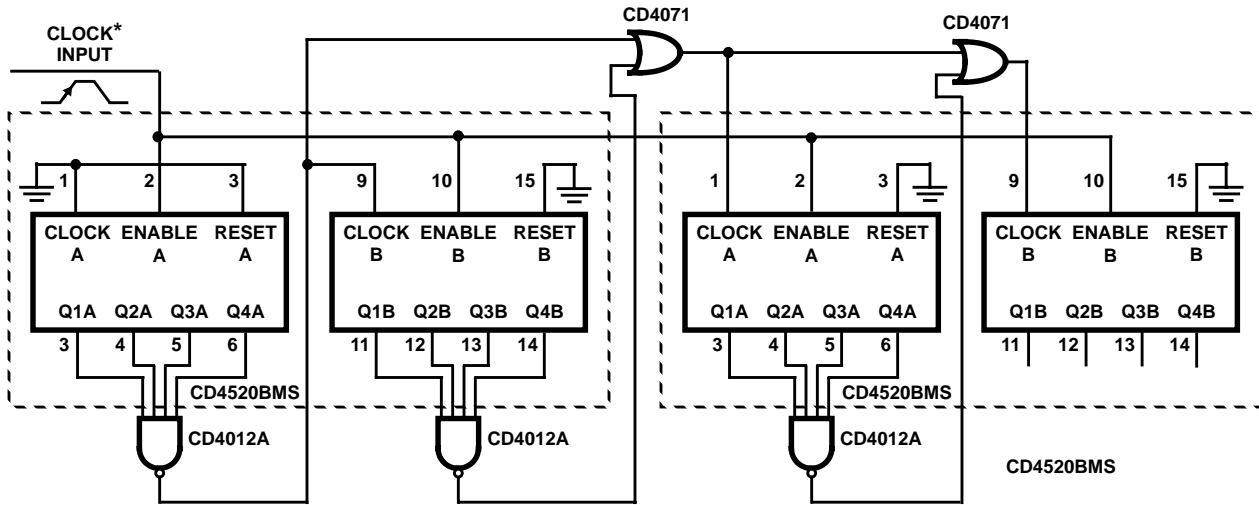 CD4071
CD4071
CLOCK*
INPUT
1 2 3 9 10 15 1 2 3 9 10 15
CLOCK ENABLE RESET CLOCK ENABLE RESET CLOCK ENABLE RESET CLOCK ENABLE RESET
A A A B B B A A A B B B
Q1A Q2A Q3A Q4A Q1B Q2B Q3B Q4B Q1A Q2A Q3A Q4A Q1B Q2B Q3B Q4B
3 4 5 6 11 12 13 14 3 4 5 6 11 12 13 14
CD4520BMS CD4520BMS
CD4012A CD4012A CD4012A
CD4520BMS